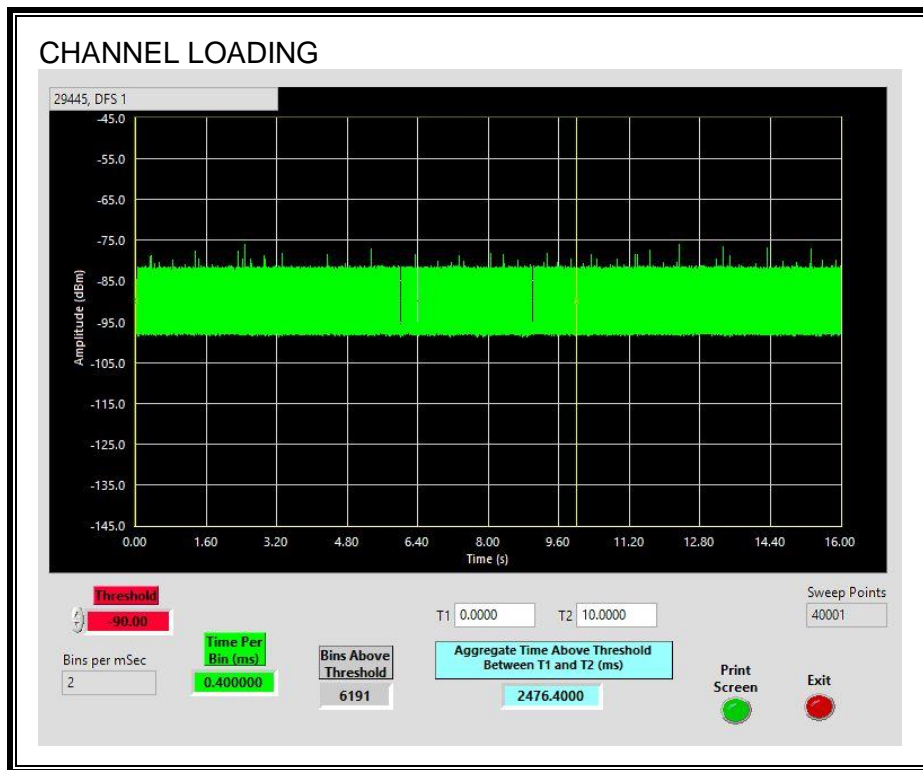 CHANNEL LOADING
29445, DFS 1
-45.0
-55.0
-65.0
-75.0
-85.0
-95.0
-105.0
-115.0
-125.0
-135.0
-145.0
Amplitude (dBm)
0.00 1.60 3.20 4.80 6.40 8.00 9.60 11.20 12.80 14.40 16.00
Time (s)
Threshold
-90.00
Bins per mSec
2
Time Per
Bin (ms)
0.400000
Bins Above
Threshold
6191
T1 0.0000 T2 10.0000
Aggregate Time Above Threshold
Between T1 and T2 (ms)
2476.4000
Sweep Points
40001
Print
Screen
Exit